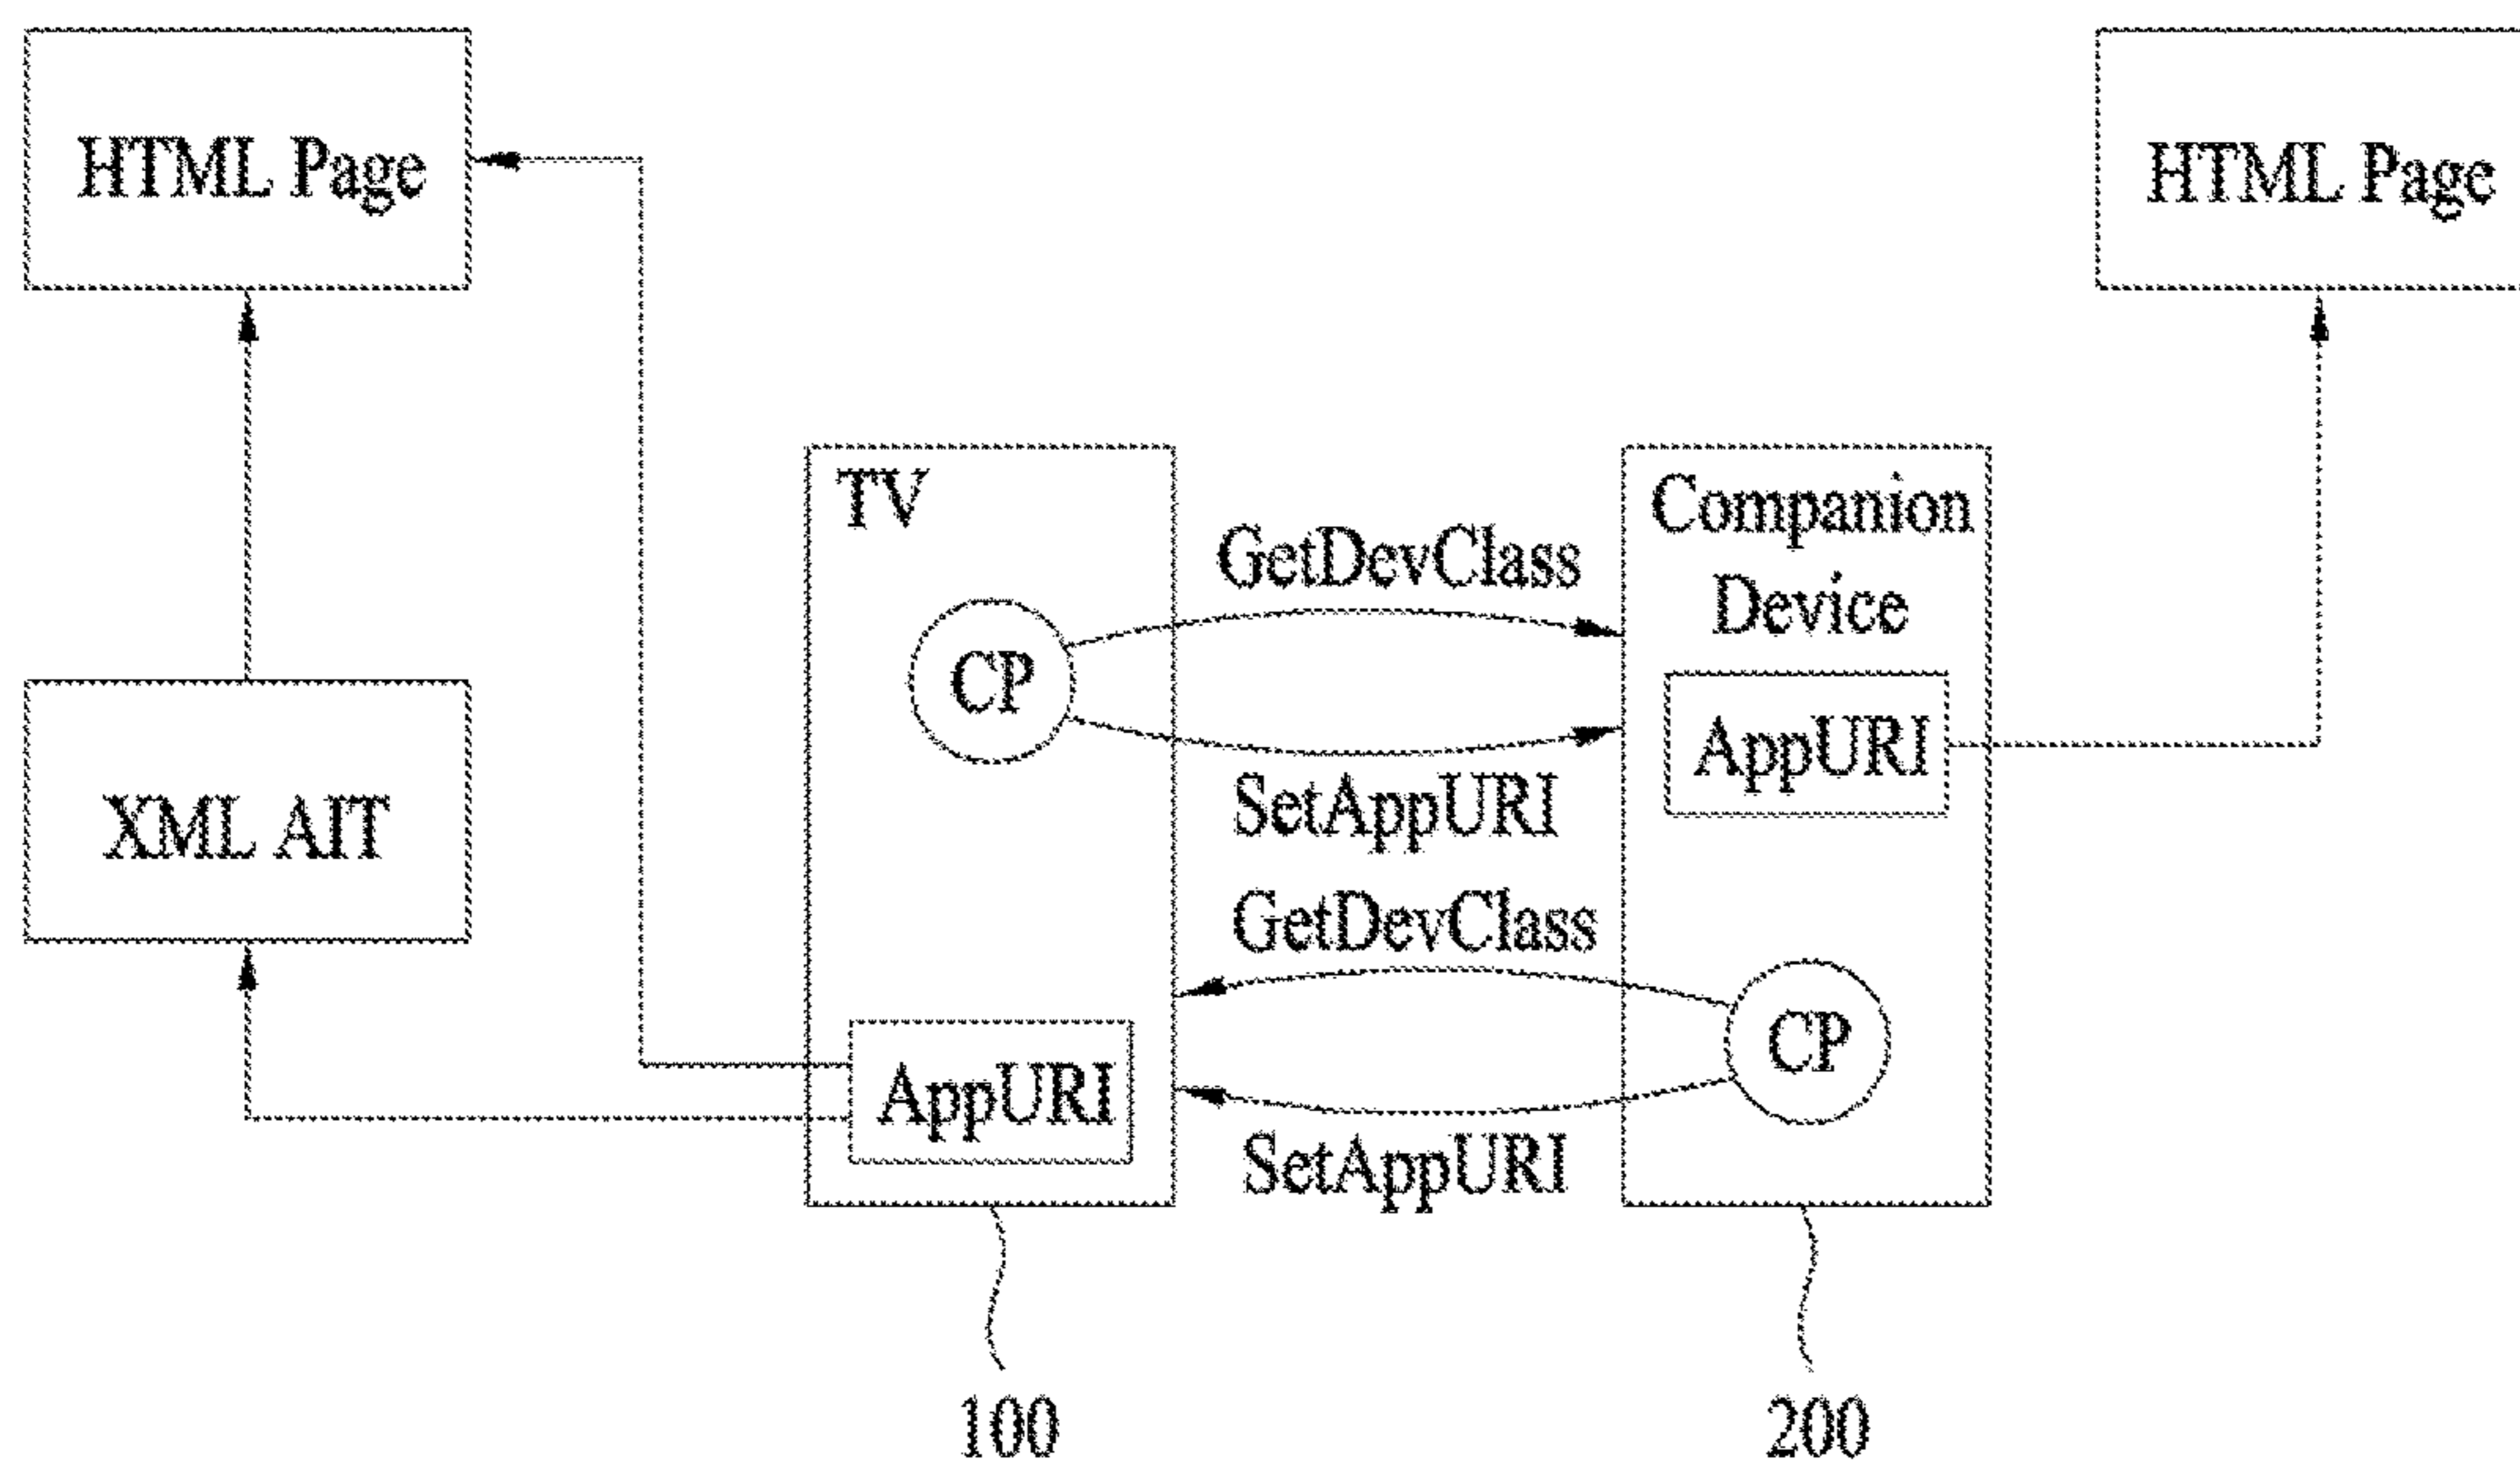 HTML Page
HTML Page
TV
Companion
Device
GetDevClass
CP
AppURI
SetAppURI
XML AIT
GetDevClass
CP
AppURI
SetAppURI
100
200